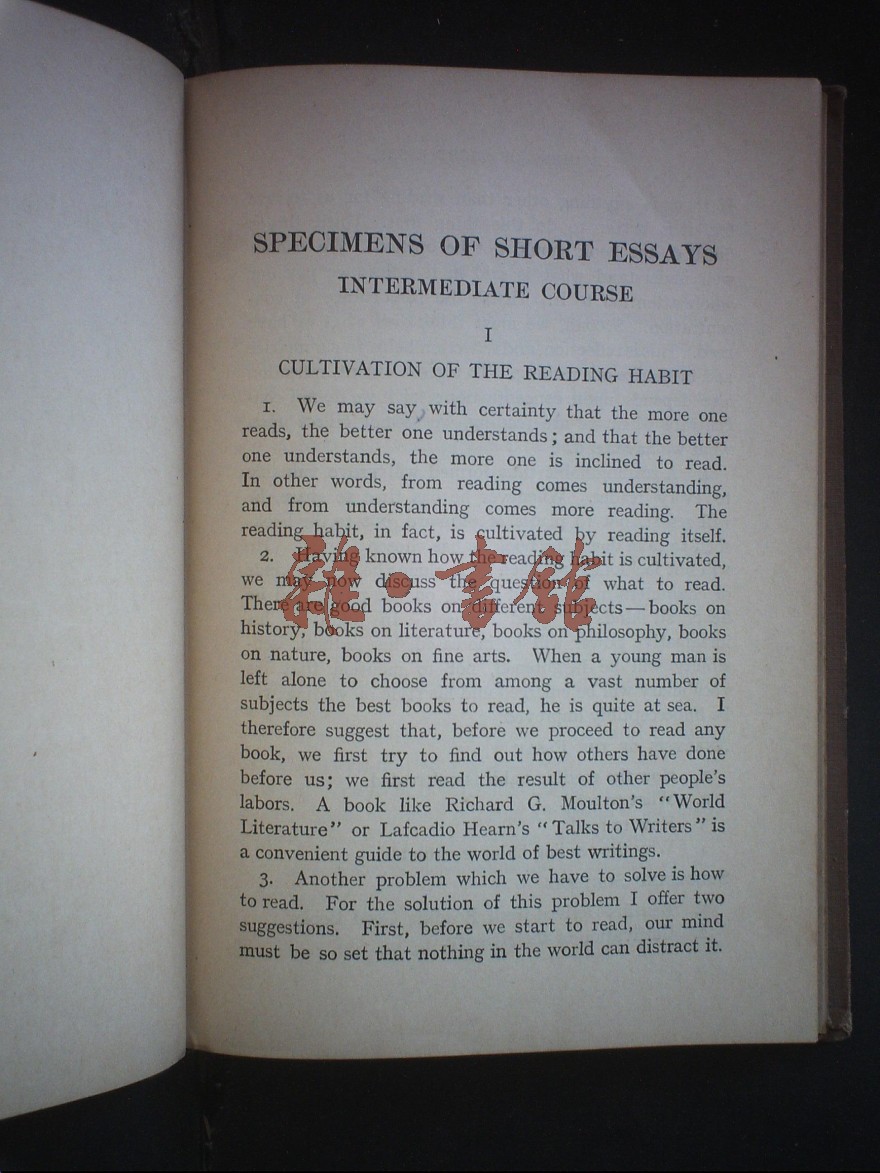 SPECIMENS OF SHORT ESSAYS
INTERMEDIATE COURSE
I
CULTIVATION OF THE READING HABIT
1. We may say, with certainty that the more one
reads, the better one understands; and that the better
one understands, the more one is inclined to read.
In other words, from reading comes understanding,
and from understanding comes more reading. The
reading habit, in fact, is cultivated by reading itself.
2. Having known how the reading habit is cultivated,
we may now discuss the question of what to read.
There are good books on different subjects—books on
history, books on literature, books on philosophy, books
on nature, books on fine arts. When a young man is
left alone to choose from among a vast number of
subjects the best books to read, he is quite at sea. I
therefore suggest that, before we proceed to read any
book, we first try to find out how others have done
before us; we first read the result of other people's
labors. A book like Richard G. Moulton's "World
Literature" or Lafcadio Hearn's "Talks to Writers" is
a convenient guide to the world of best writings.
3. Another problem which we have to solve is how
to read. For the solution of this problem I offer two
suggestions. First, before we start to read, our mind
must be so set that nothing in the world can distract it.
雜·書館